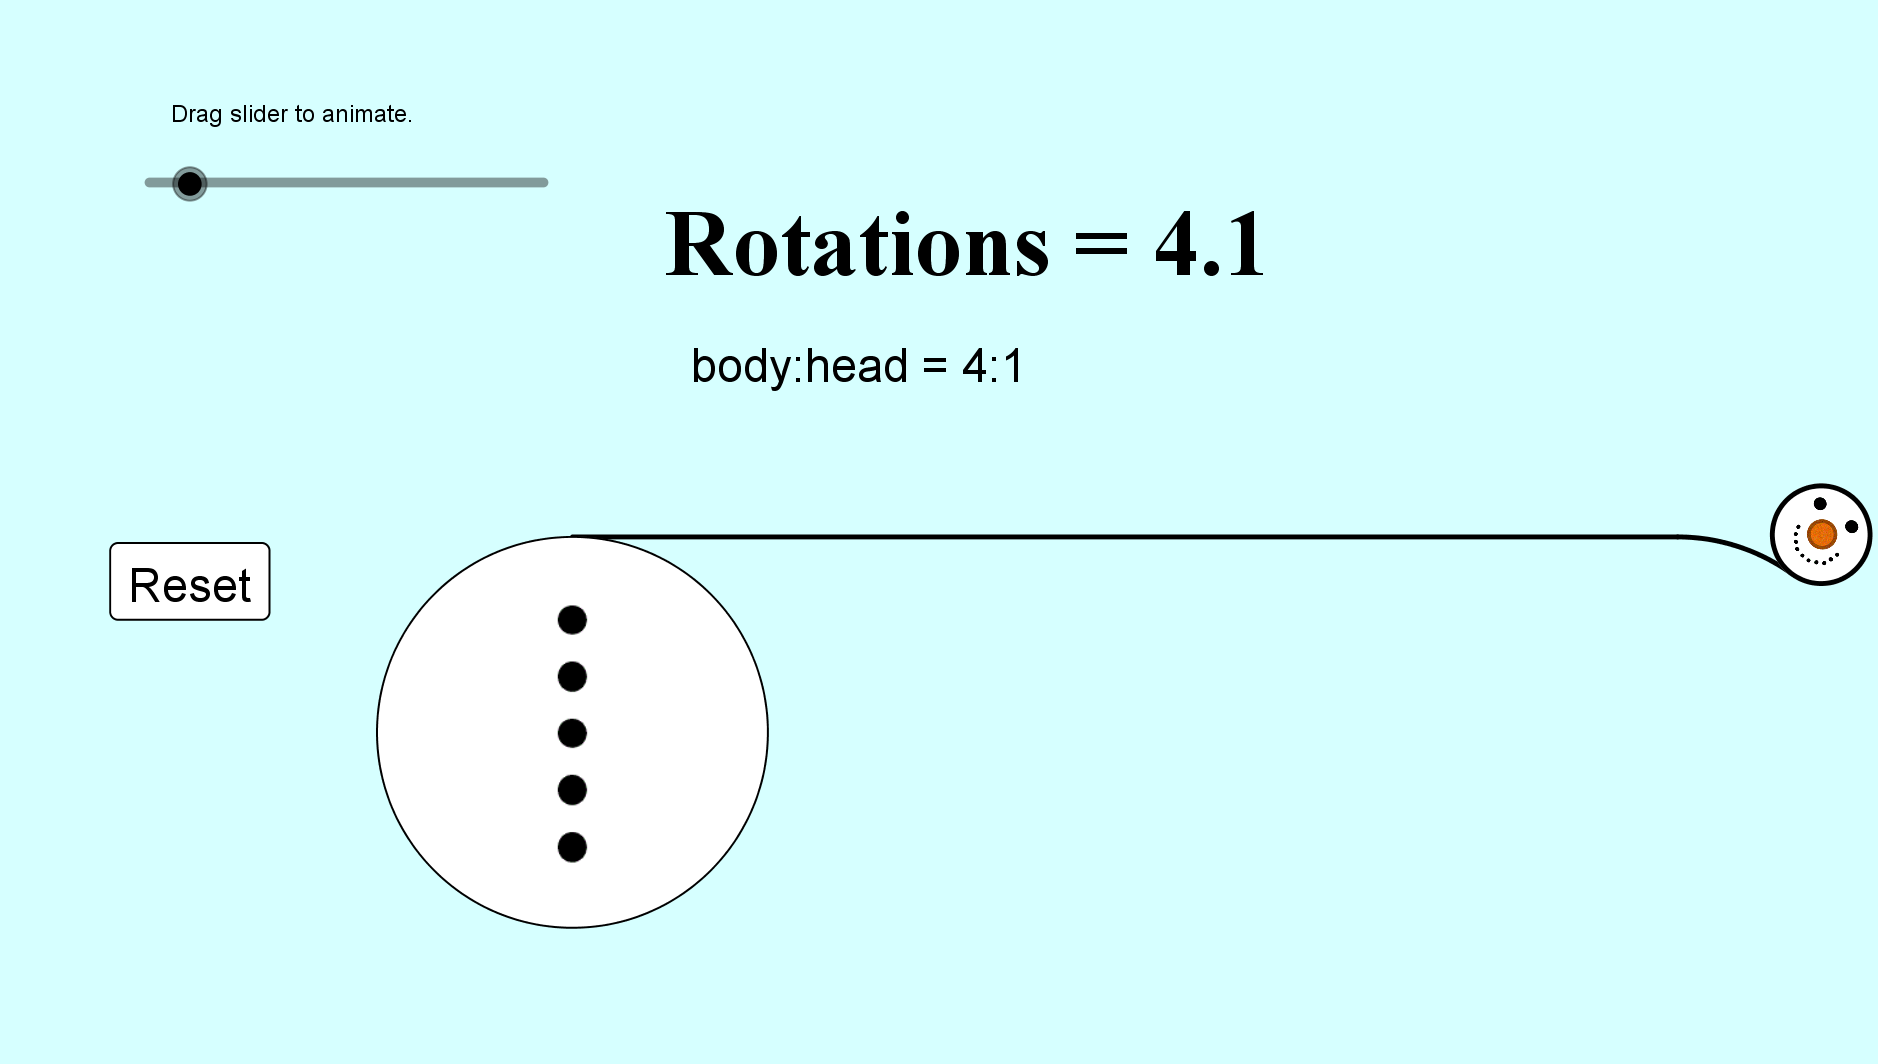 Drag slider to animate.
Rotations = 4.1
body:head = 4:1
Reset